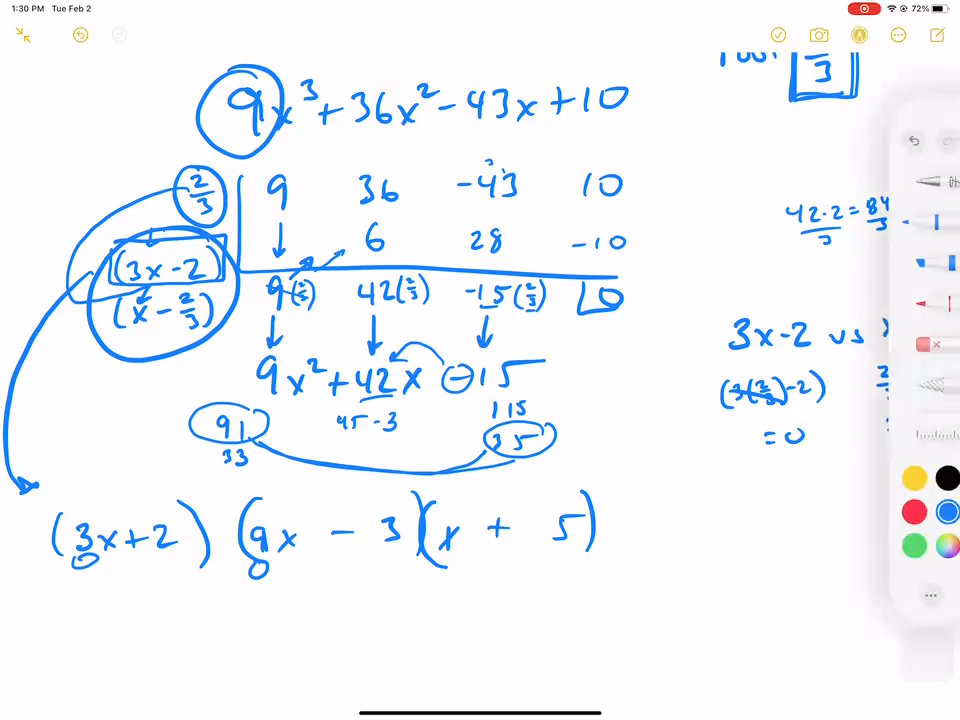 1:30 PM Tue Feb 2
72%
9x³ + 36x² - 43x + 10
2/3 | 9 36 -43 10
6 28 -10
(3x - 2)
(x - 2/3)
9(2/3) 42(2/3) -15(2/3) 0
9x² + 42x - 15
45 - 3
91
33
1 15
3 5
(3x + 2) (9x - 3)(x + 5)
3
42·2/3 = 84/3
3x - 2 vs
(3(2/3) - 2)
= 0